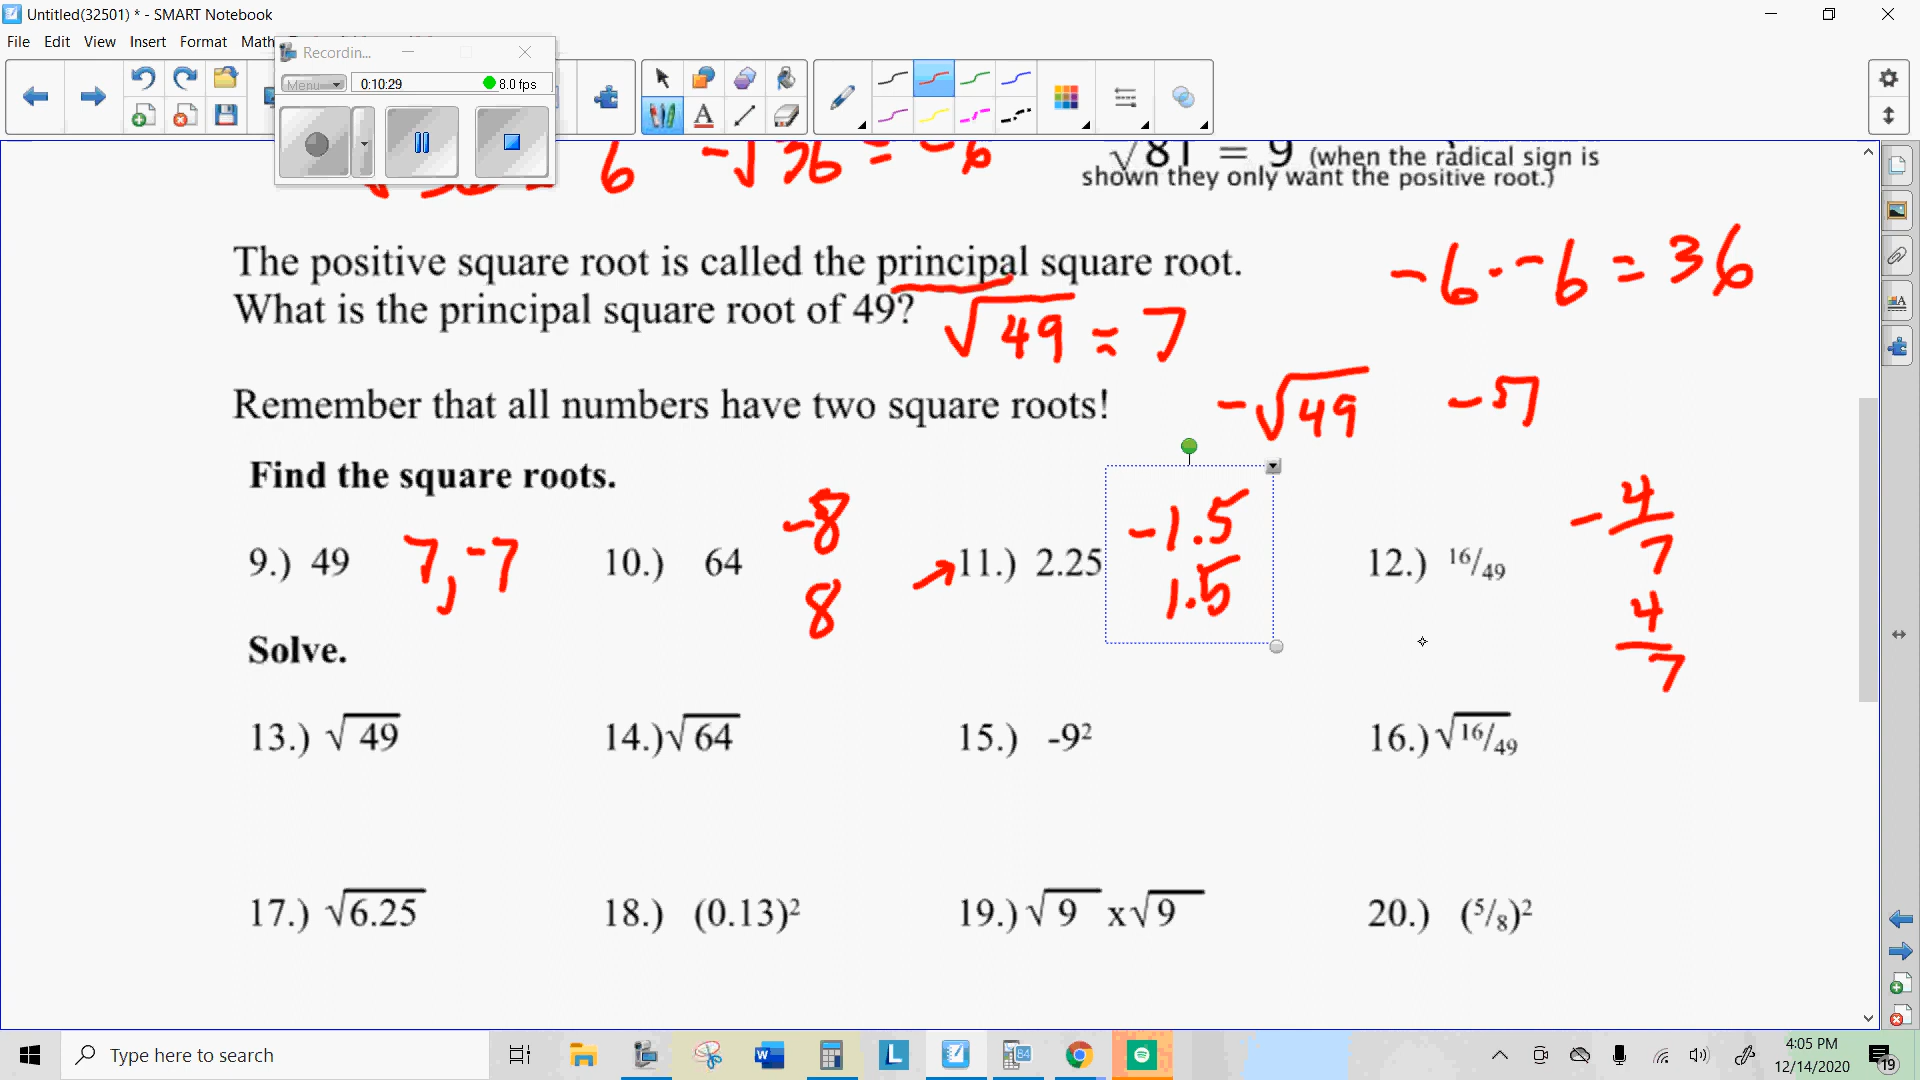 Untitled(32501) * - SMART Notebook
File Edit View Insert Format Math
Recordin...
Menu 0:10:29 8.0 fps
6 -√36 = -6
√81 = 9 (when the radical sign is
shown they only want the positive root.)
The positive square root is called the principal square root.
-6·-6=36
What is the principal square root of 49? √49 = 7
Remember that all numbers have two square roots!
-√49 -7
Find the square roots.
9.) 49 7,-7 10.) 64 -8 8 11.) 2.25 -1.5 1.5 12.) 16/49 -4/7 4/7
Solve.
13.) √49 14.)√64 15.) -9² 16.)√16/49
17.) √6.25 18.) (0.13)² 19.)√9 x√9 20.) (5/8)²
Type here to search
84
4:05 PM
12/14/2020
19